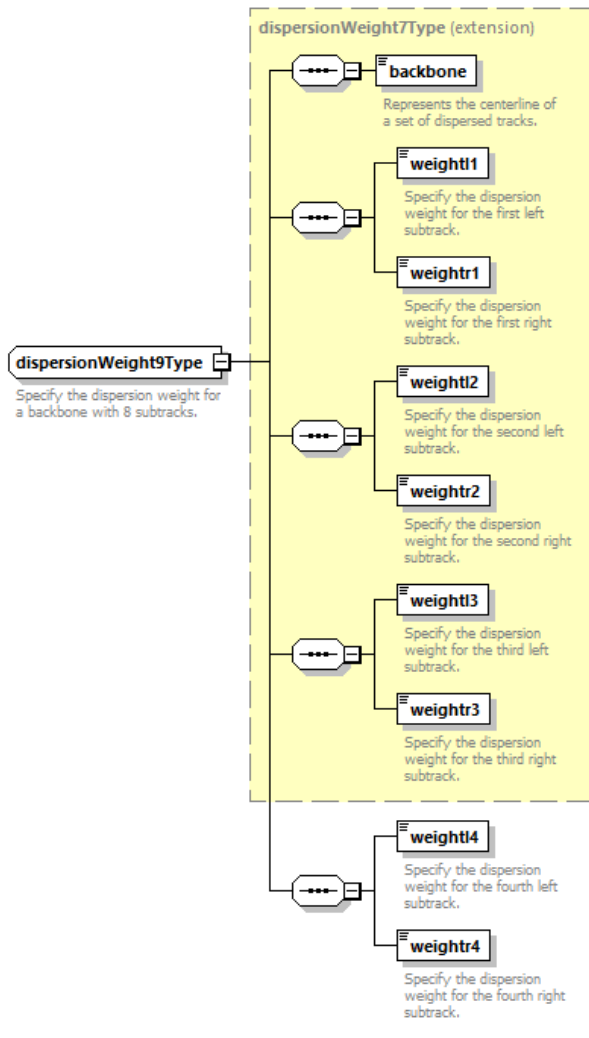 dispersionWeight7Type (extension)
backbone
Represents the centerline of
a set of dispersed tracks.
weightl1
Specify the dispersion
weight for the first left
subtrack.
weightr1
Specify the dispersion
weight for the first right
subtrack.
dispersionWeight9Type
Specify the dispersion weight for
a backbone with 8 subtracks.
weightl2
Specify the dispersion
weight for the second left
subtrack.
weightr2
Specify the dispersion
weight for the second right
subtrack.
weightl3
Specify the dispersion
weight for the third left
subtrack.
weightr3
Specify the dispersion
weight for the third right
subtrack.
weightl4
Specify the dispersion
weight for the fourth left
subtrack.
weightr4
Specify the dispersion
weight for the fourth right
subtrack.